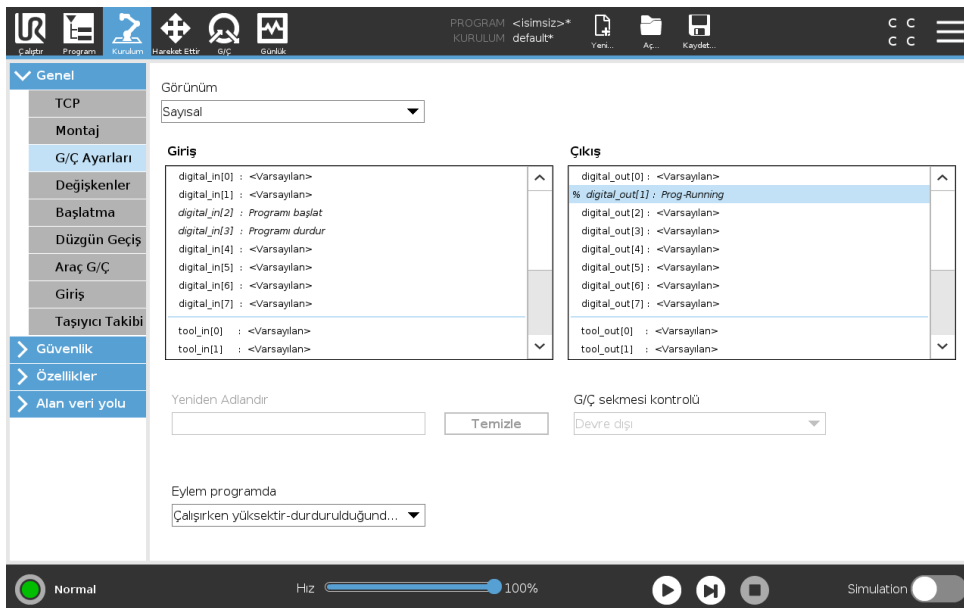 PROGRAM <isimsiz>*
KURULUM default*
Çalıştır Program Kurulum Hareket Ettir G/Ç Günlük Yeni... Aç... Kaydet...
C C
C C
Genel
TCP
Montaj
G/Ç Ayarları
Değişkenler
Başlatma
Düzgün Geçiş
Araç G/Ç
Giriş
Taşıyıcı Takibi
Güvenlik
Özellikler
Alan veri yolu
Görünüm
Sayısal
Giriş
digital_in[0] : <Varsayılan>
digital_in[1] : <Varsayılan>
digital_in[2] : Programı başlat
digital_in[3] : Programı durdur
digital_in[4] : <Varsayılan>
digital_in[5] : <Varsayılan>
digital_in[6] : <Varsayılan>
digital_in[7] : <Varsayılan>
tool_in[0] : <Varsayılan>
tool_in[1] : <Varsayılan>
Çıkış
digital_out[0] : <Varsayılan>
% digital_out[1] : Prog-Running
digital_out[2] : <Varsayılan>
digital_out[3] : <Varsayılan>
digital_out[4] : <Varsayılan>
digital_out[5] : <Varsayılan>
digital_out[6] : <Varsayılan>
digital_out[7] : <Varsayılan>
tool_out[0] : <Varsayılan>
tool_out[1] : <Varsayılan>
Yeniden Adlandır
Temizle
G/Ç sekmesi kontrolü
Devre dışı
Eylem programda
Çalışırken yüksektir-durdurulduğund...
Normal
Hız 100%
Simulation